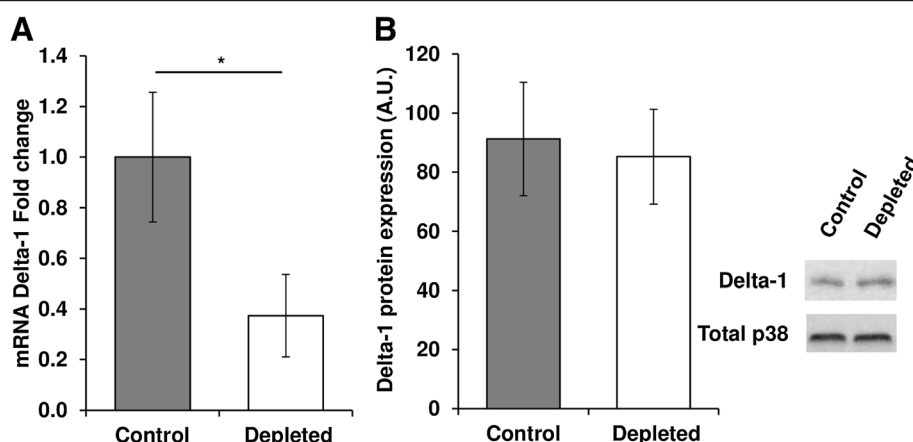 A
mRNA Delta-1 Fold change
1.4
1.2
1.0
0.8
0.6
0.4
0.2
0.0
*
Control
Depleted
B
Delta-1 protein expression (A.U.)
120
100
80
60
40
20
0
Control
Depleted
Control
Depleted
Delta-1
Total p38